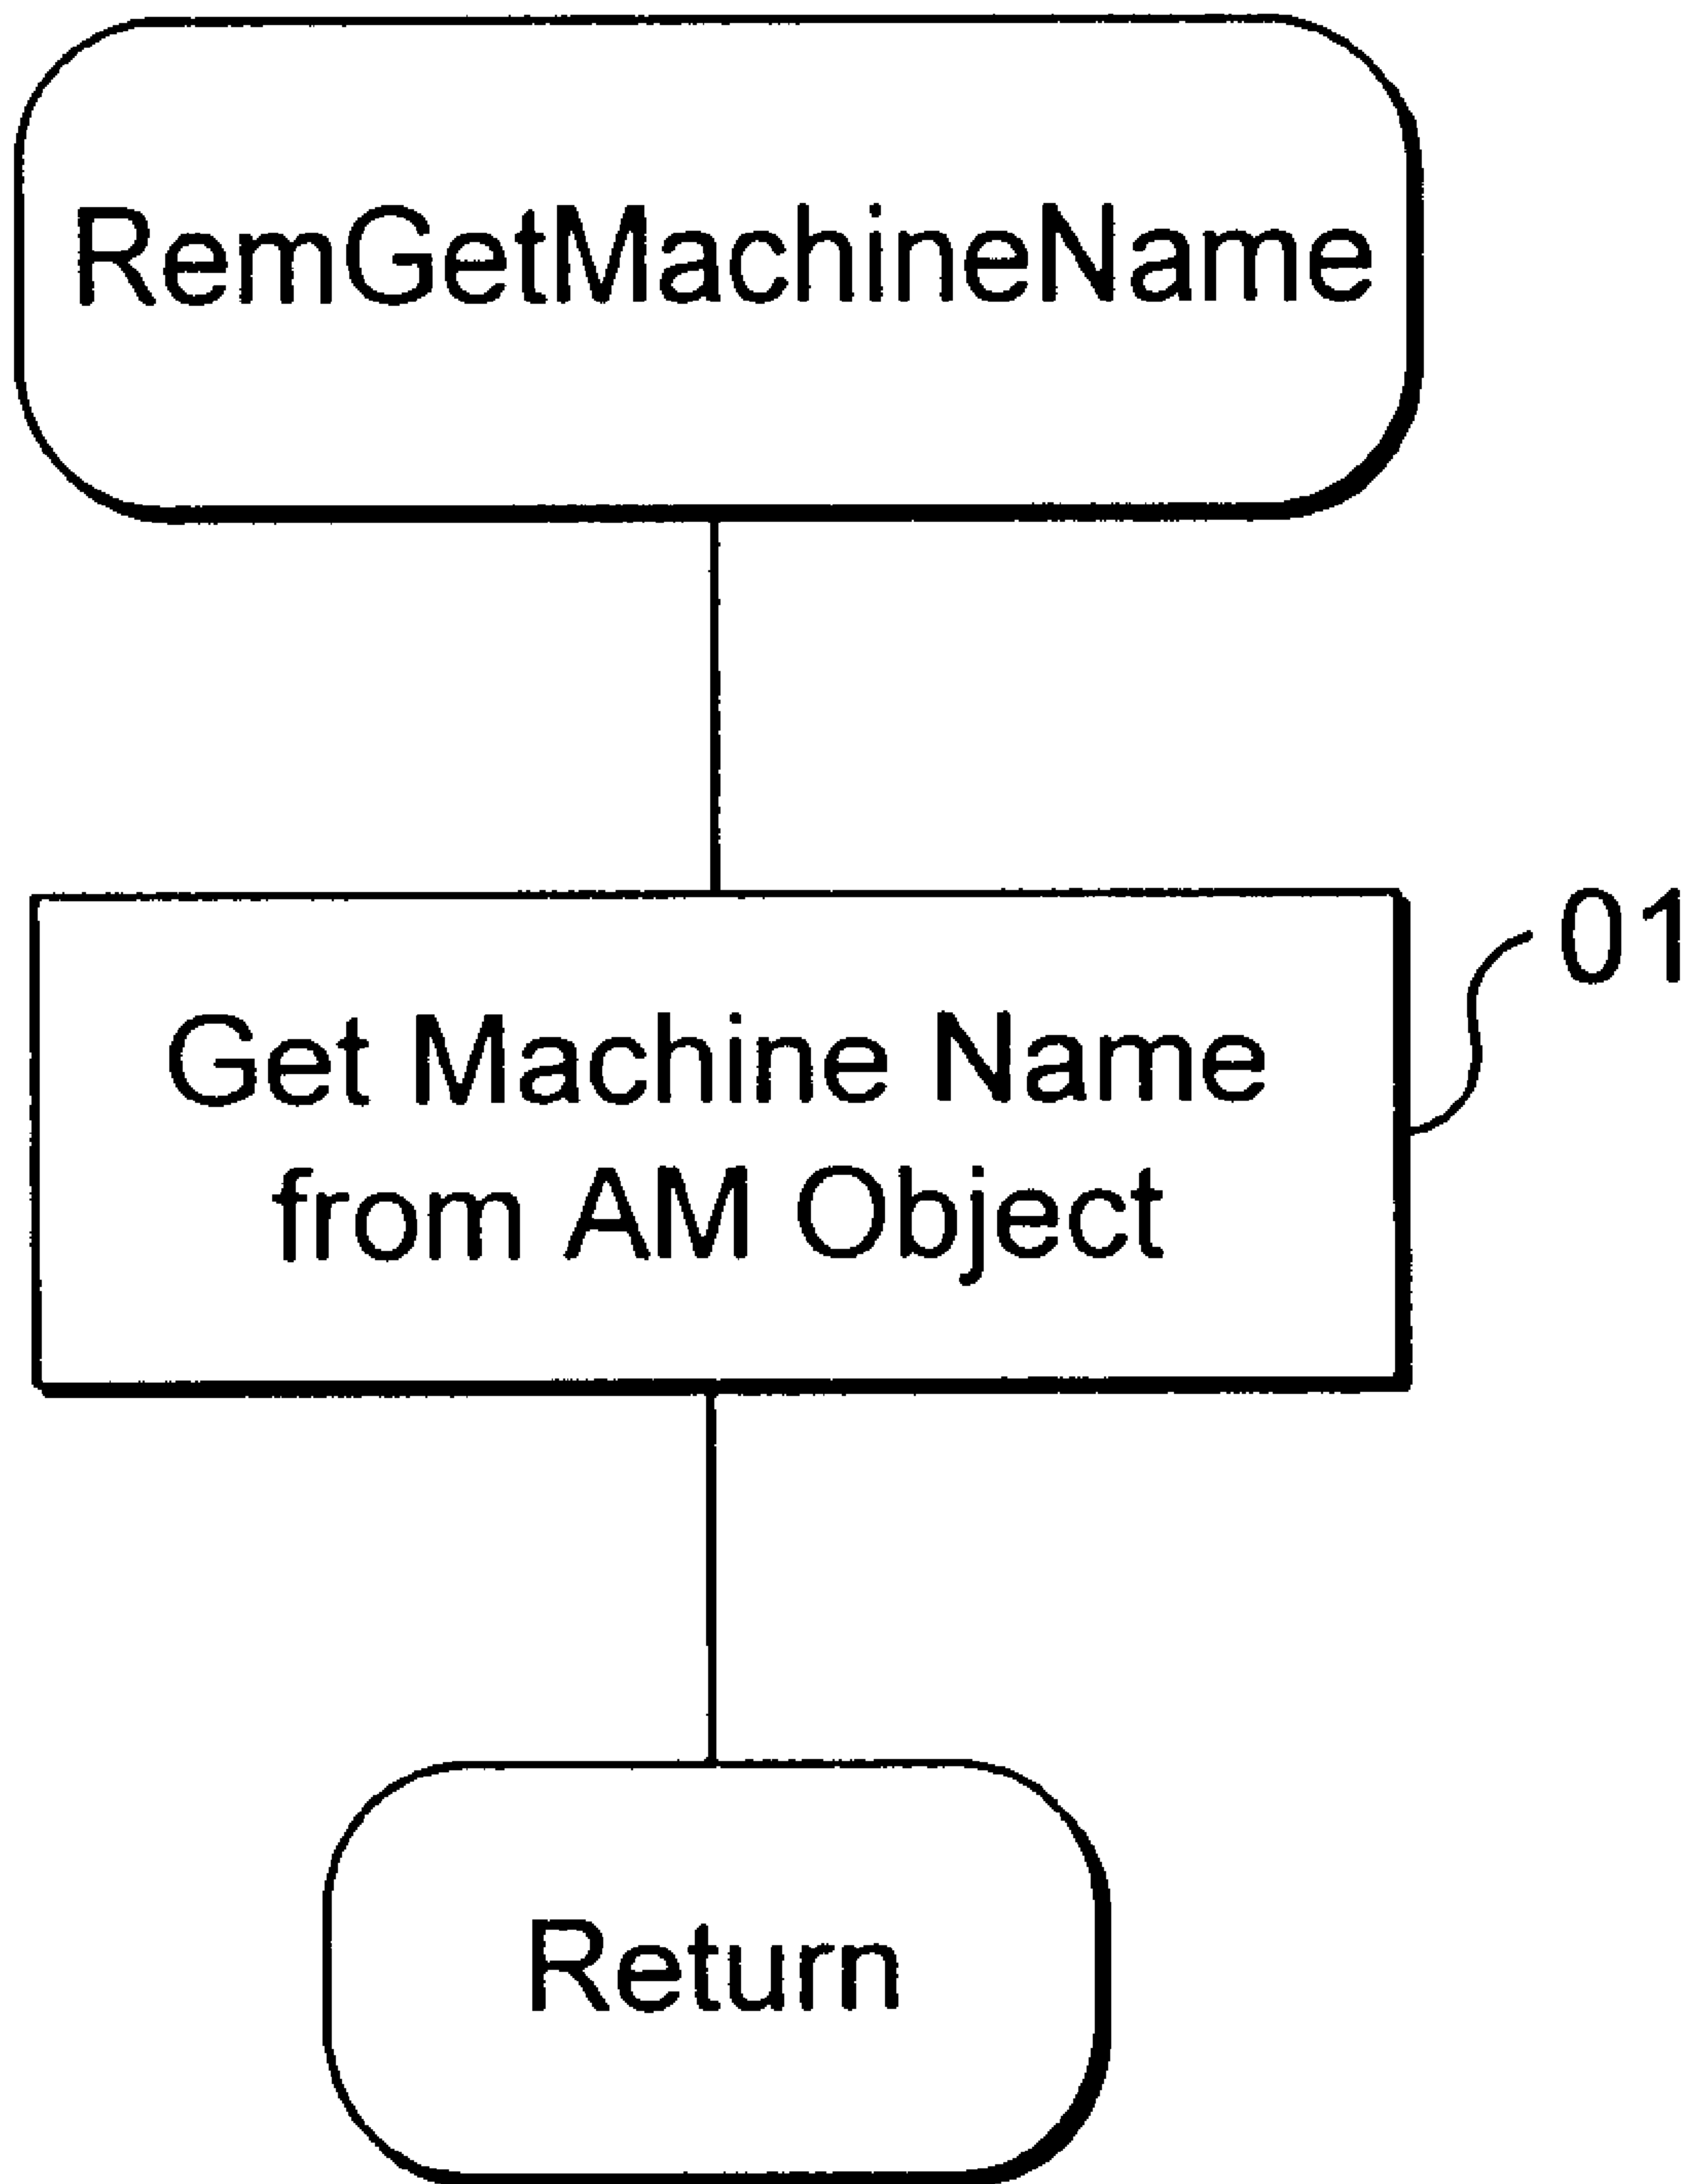 RemGetMachineName
01
Get Machine Name
from AM Object
Return